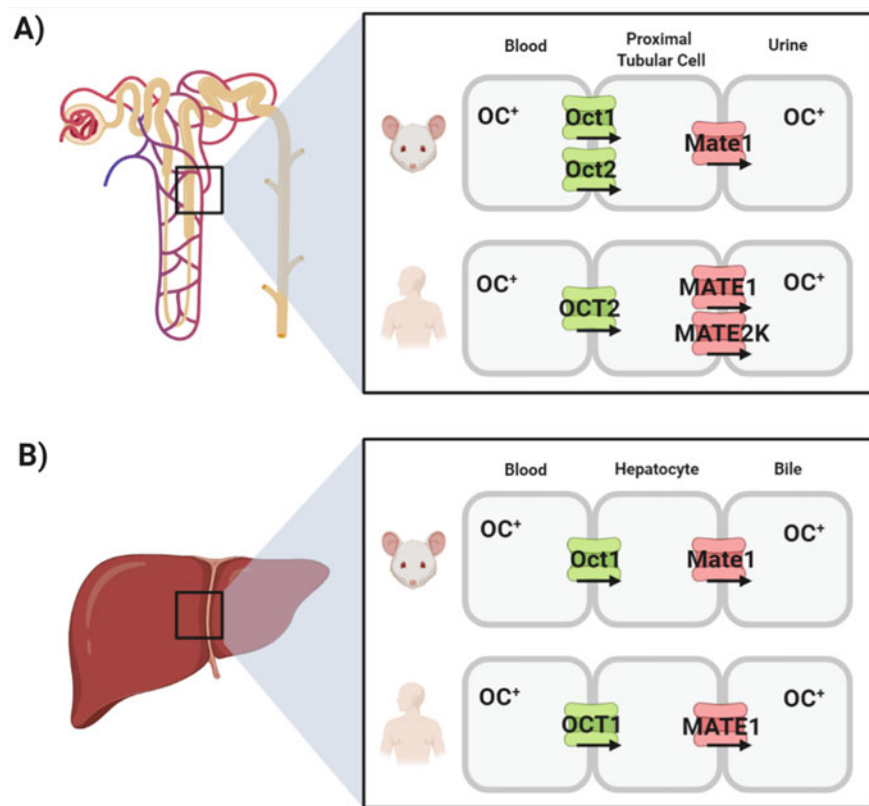 A)
Blood
Proximal
Tubular Cell
Urine
OC⁺
Oct1
Oct2
Mate1
OC⁺
OC⁺
OCT2
MATE1
MATE2K
OC⁺
B)
Blood
Hepatocyte
Bile
OC⁺
Oct1
Mate1
OC⁺
OC⁺
OCT1
MATE1
OC⁺